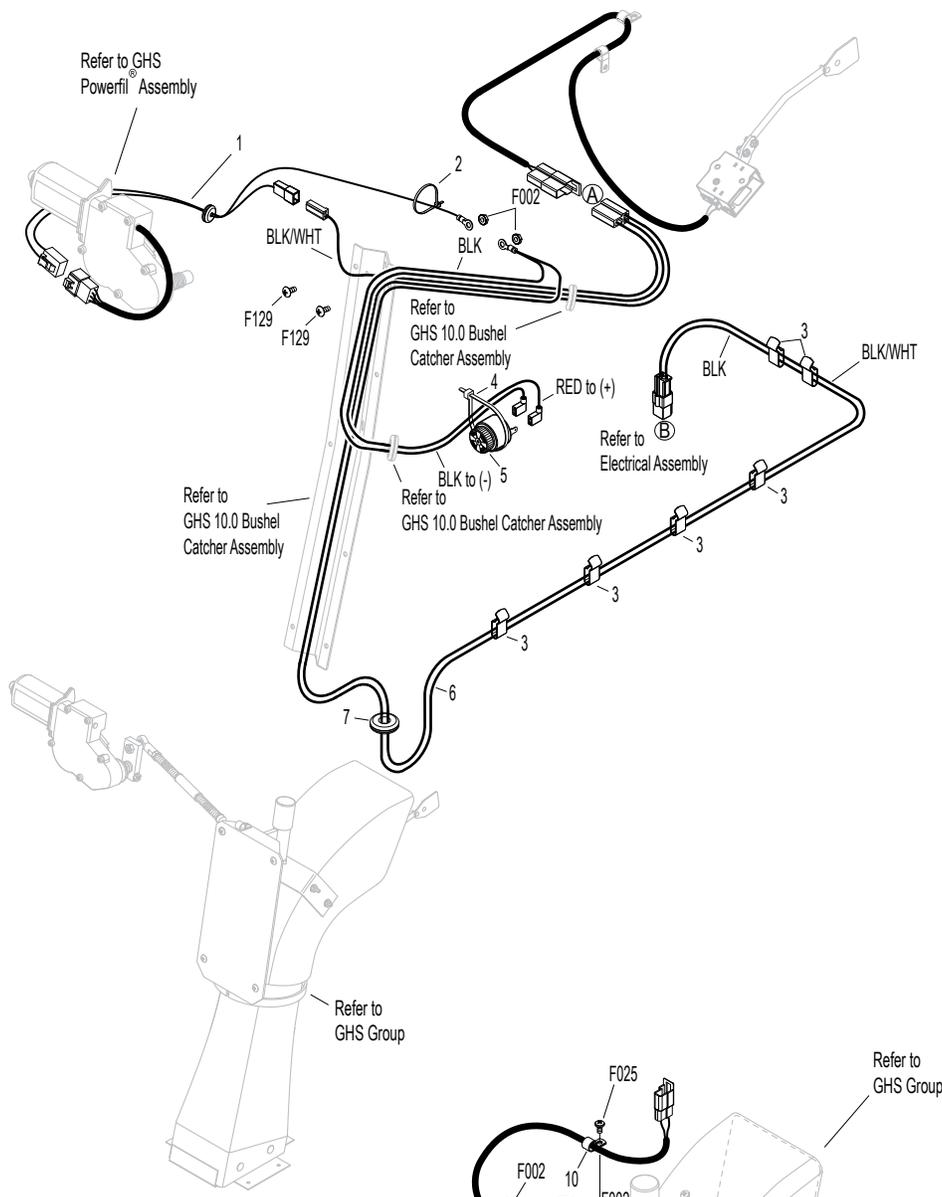 Refer to GHS
Powerfil® Assembly
1
2
F002
A
BLK/WHT
BLK
F129
F129
Refer to
GHS 10.0 Bushel
Catcher Assembly
3
BLK
BLK/WHT
4
RED to (+)
B
Refer to
Electrical Assembly
5
BLK to (-)
Refer to
GHS 10.0 Bushel
Catcher Assembly
Refer to
GHS 10.0 Bushel Catcher Assembly
3
3
3
3
6
7
Refer to
GHS Group
Refer to
GHS Group
F025
F002
10